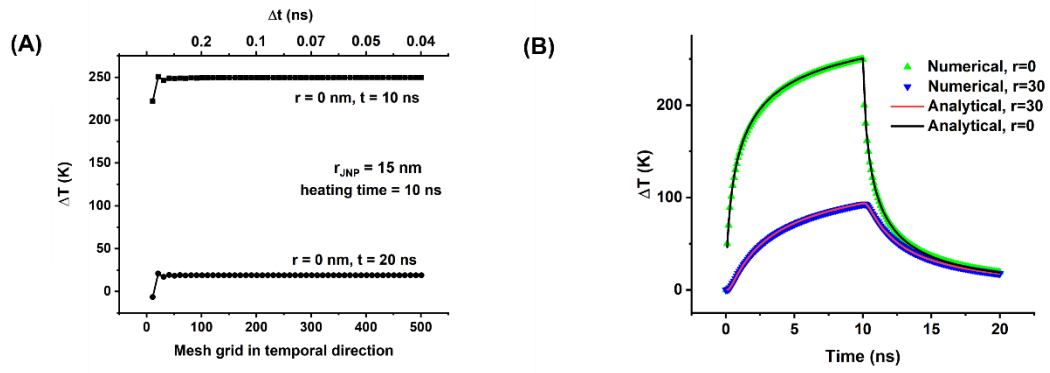 (A)
Δt (ns)
0.2 0.1 0.07 0.05 0.04
250
200
150
100
50
25
0
ΔT (K)
r = 0 nm, t = 10 ns
r_JNP = 15 nm
heating time = 10 ns
r = 0 nm, t = 20 ns
0 100 200 300 400 500
Mesh grid in temporal direction
(B)
Numerical, r=0
Numerical, r=30
Analytical, r=30
Analytical, r=0
200
100
0
ΔT (K)
0 5 10 15 20
Time (ns)